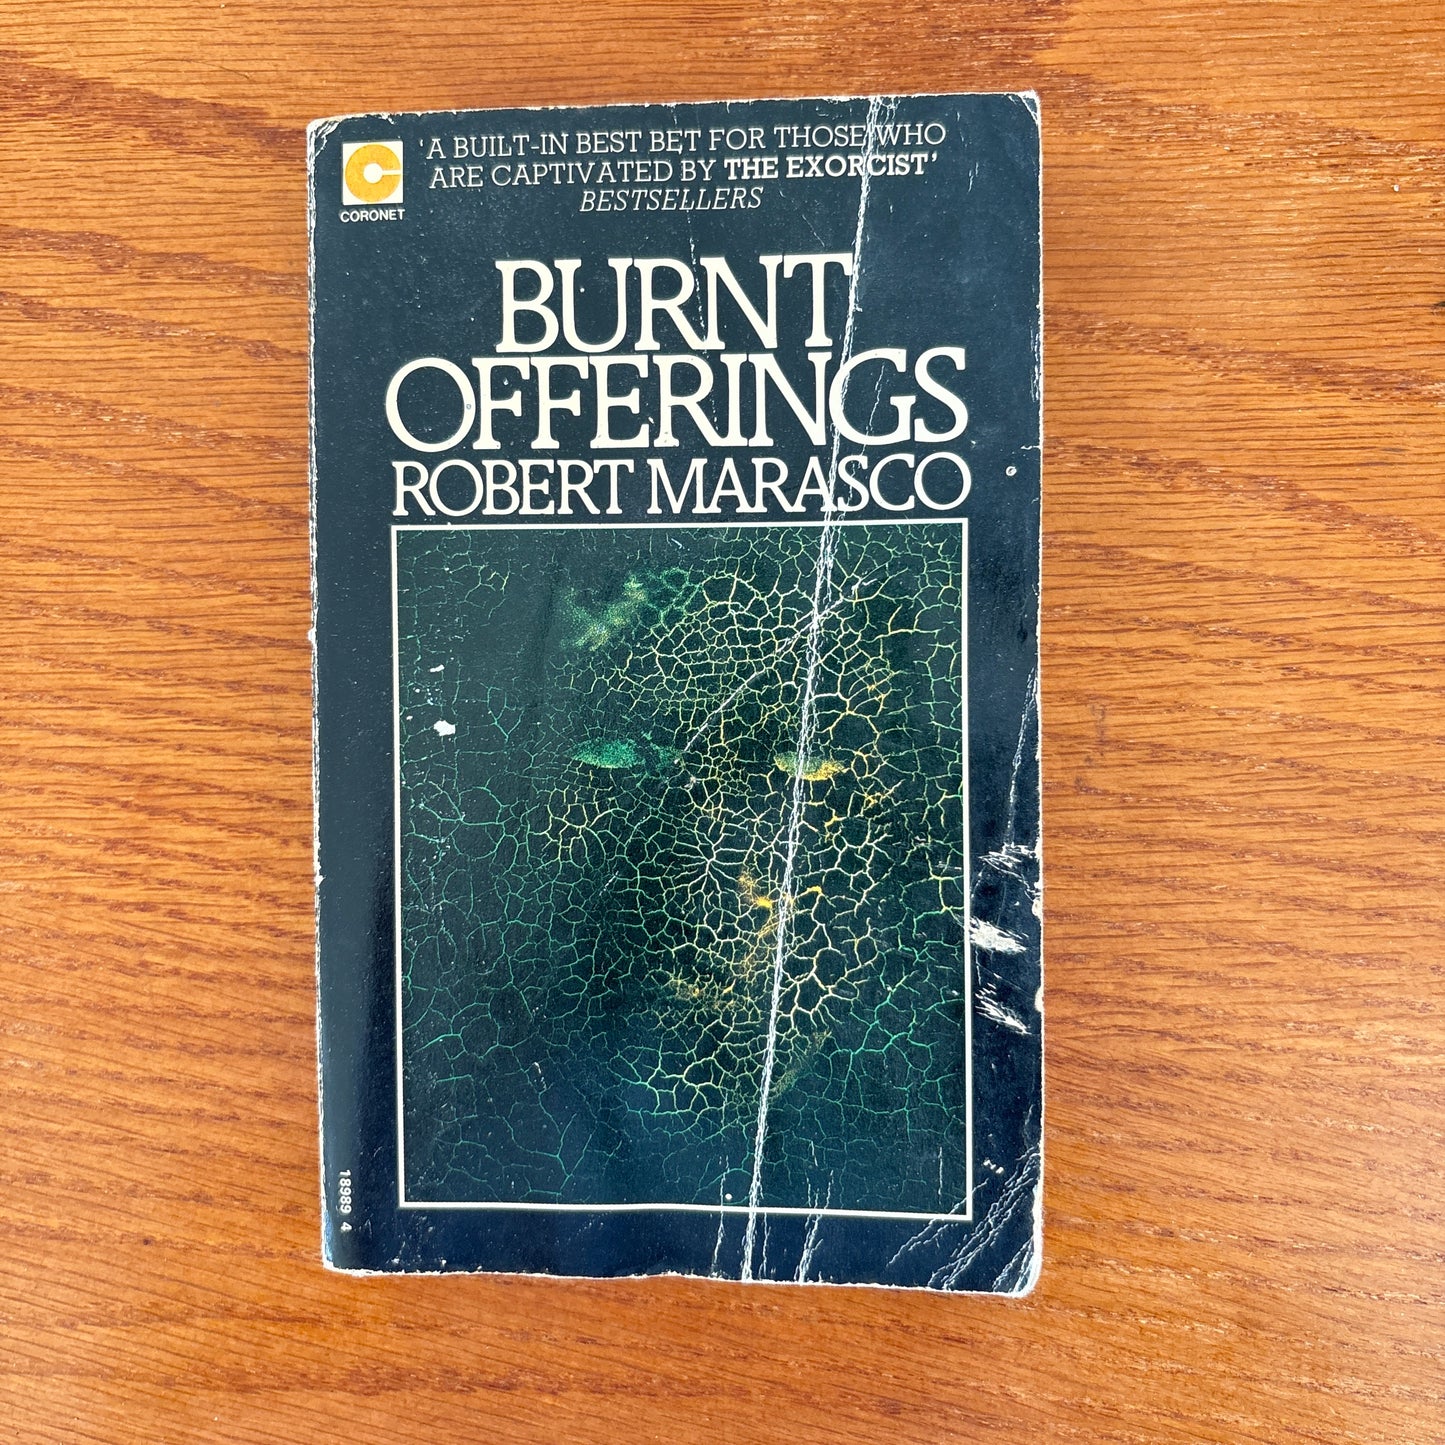 'A BUILT-IN BEST BET FOR THOSE WHO
ARE CAPTIVATED BY THE EXORCIST'
BESTSELLERS
CORONET
BURNT
OFFERINGS
ROBERT MARASCO
18989 4